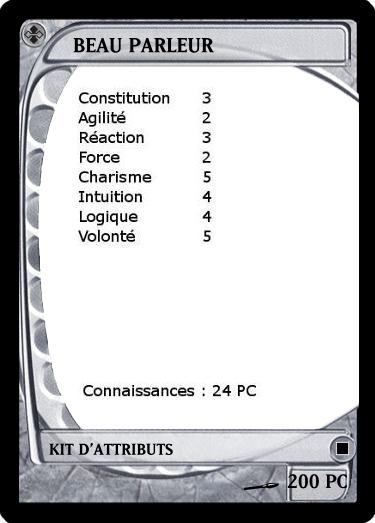 BEAU PARLEUR
Constitution 3
Agilité 2
Réaction 3
Force 2
Charisme 5
Intuition 4
Logique 4
Volonté 5
Connaissances : 24 PC
KIT D'ATTRIBUTS
200 PC